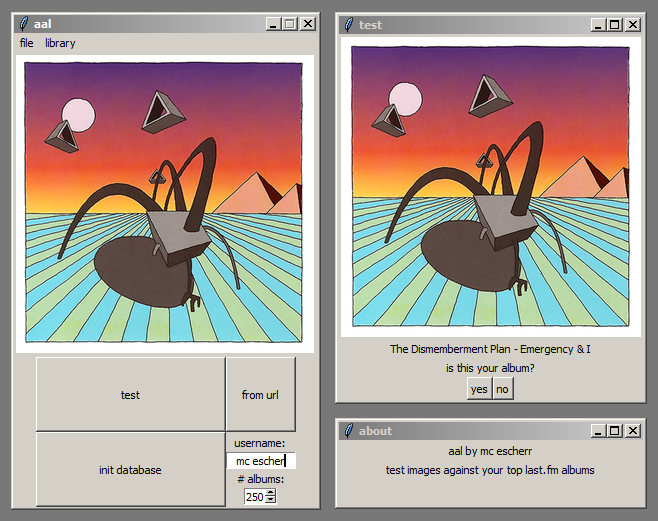 aal
file library
test
from url
init database
username:
mc escher
# albums:
250
test
The Dismemberment Plan - Emergency & I
is this your album?
yes no
about
aal by mc escherr
test images against your top last.fm albums